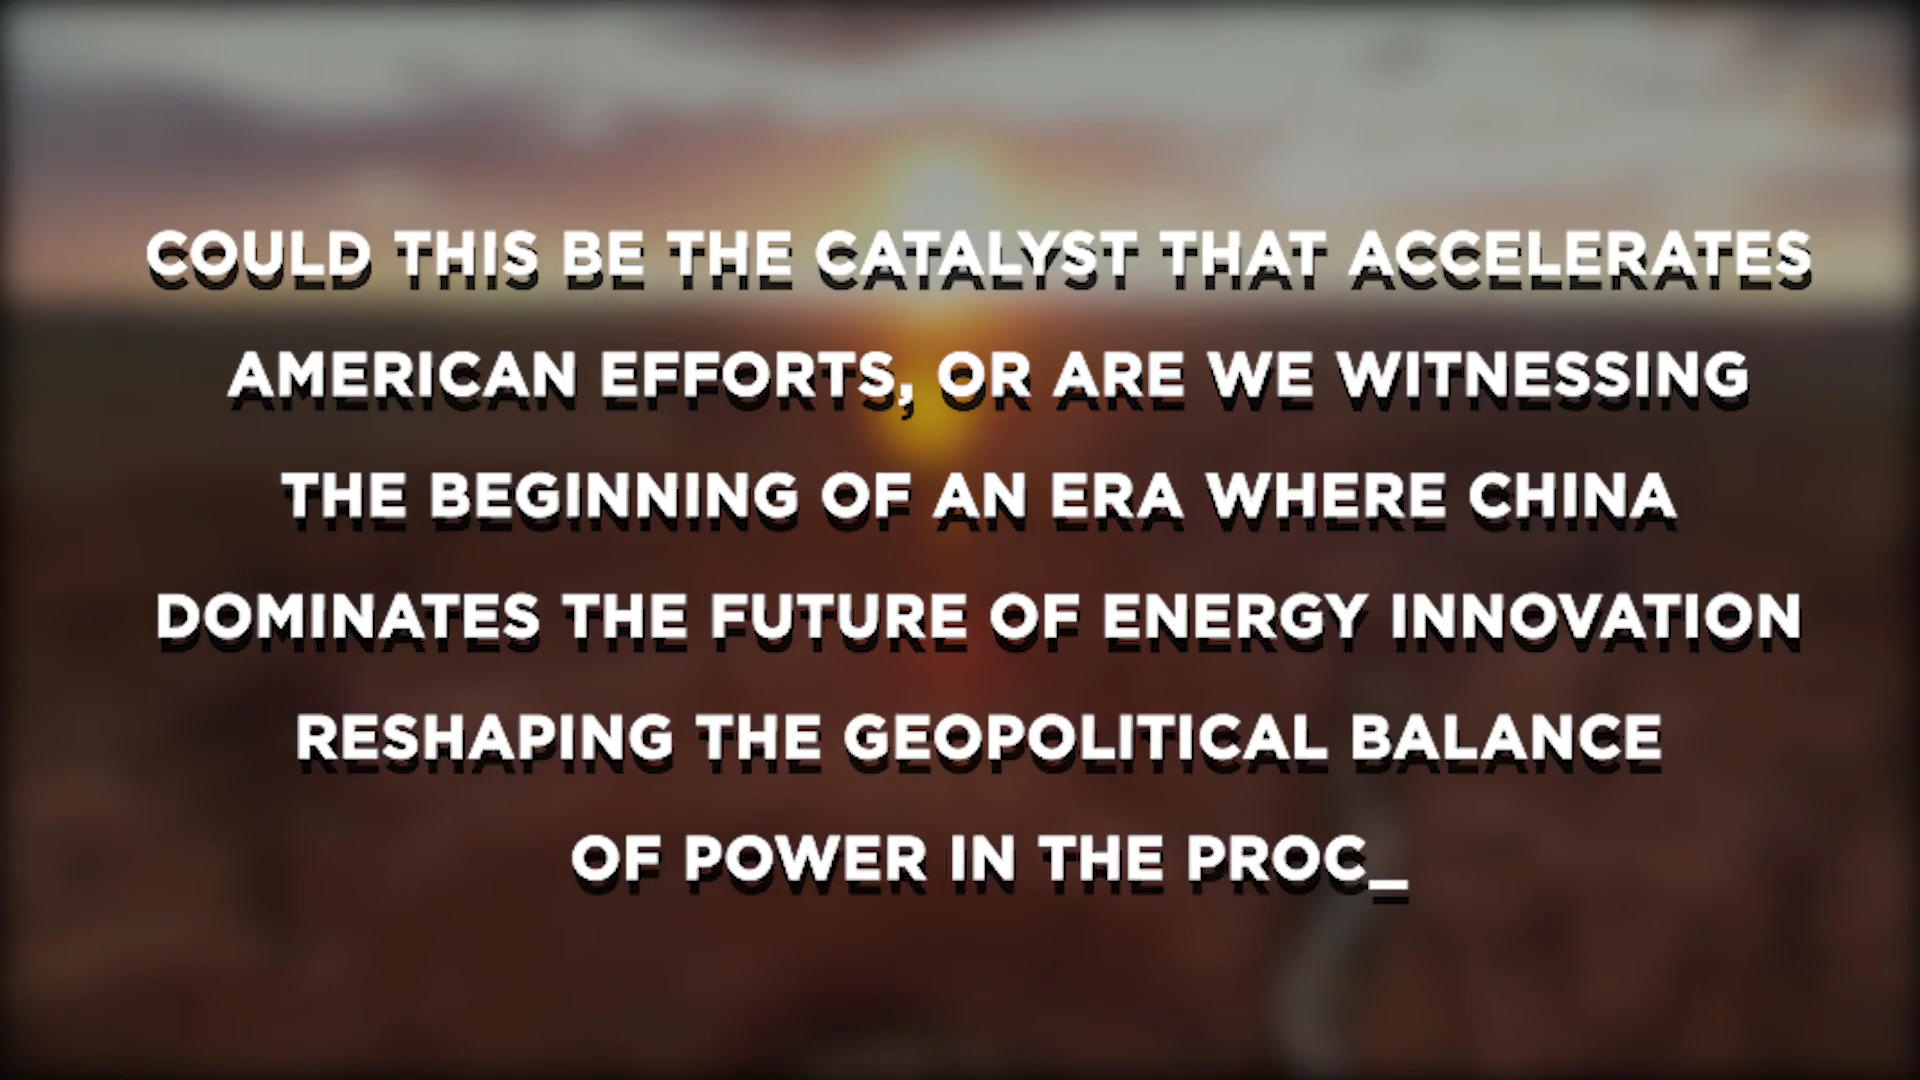 COULD THIS BE THE CATALYST THAT ACCELERATES
AMERICAN EFFORTS, OR ARE WE WITNESSING
THE BEGINNING OF AN ERA WHERE CHINA
DOMINATES THE FUTURE OF ENERGY INNOVATION
RESHAPING THE GEOPOLITICAL BALANCE
OF POWER IN THE PROC_